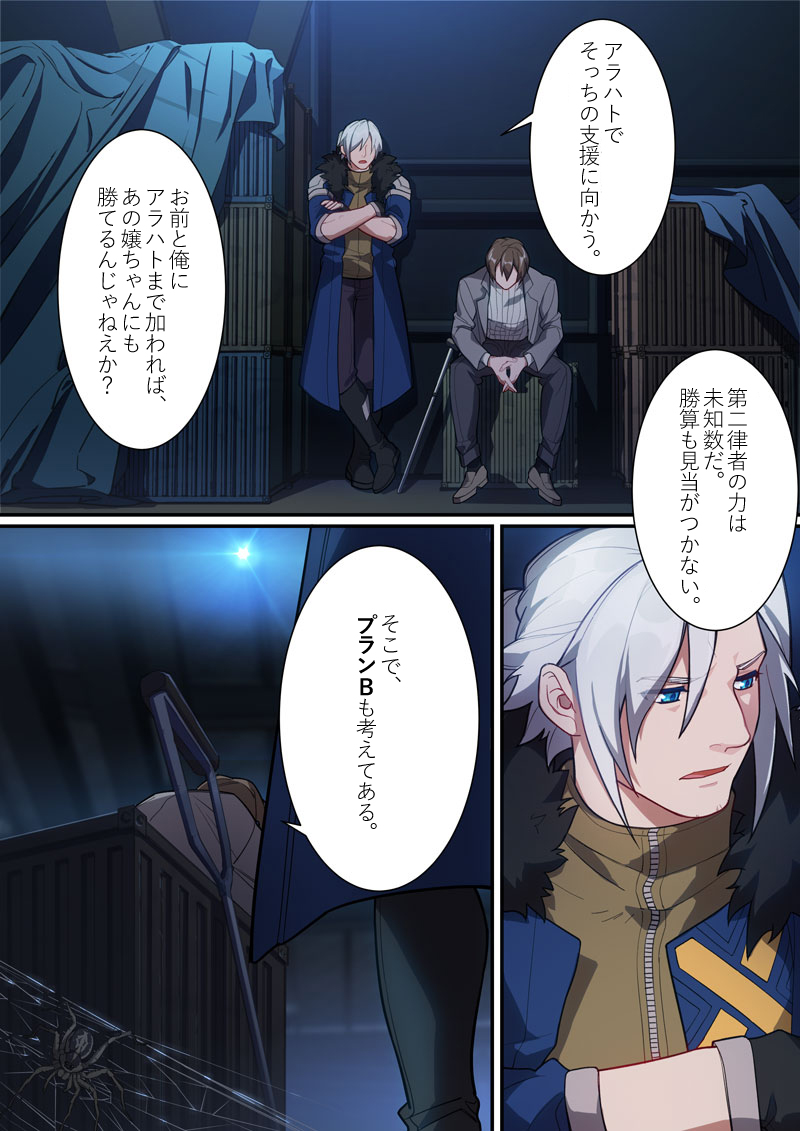 アラハトで
そっちの支援に向かう。
お前と俺に
アラハトまで加われば、
あの嬢ちゃんにも
勝てるんじゃねえか？
第二律者の力は
未知数だ。
勝算も見当がつかない。
そこで、
プランBも考えてある。